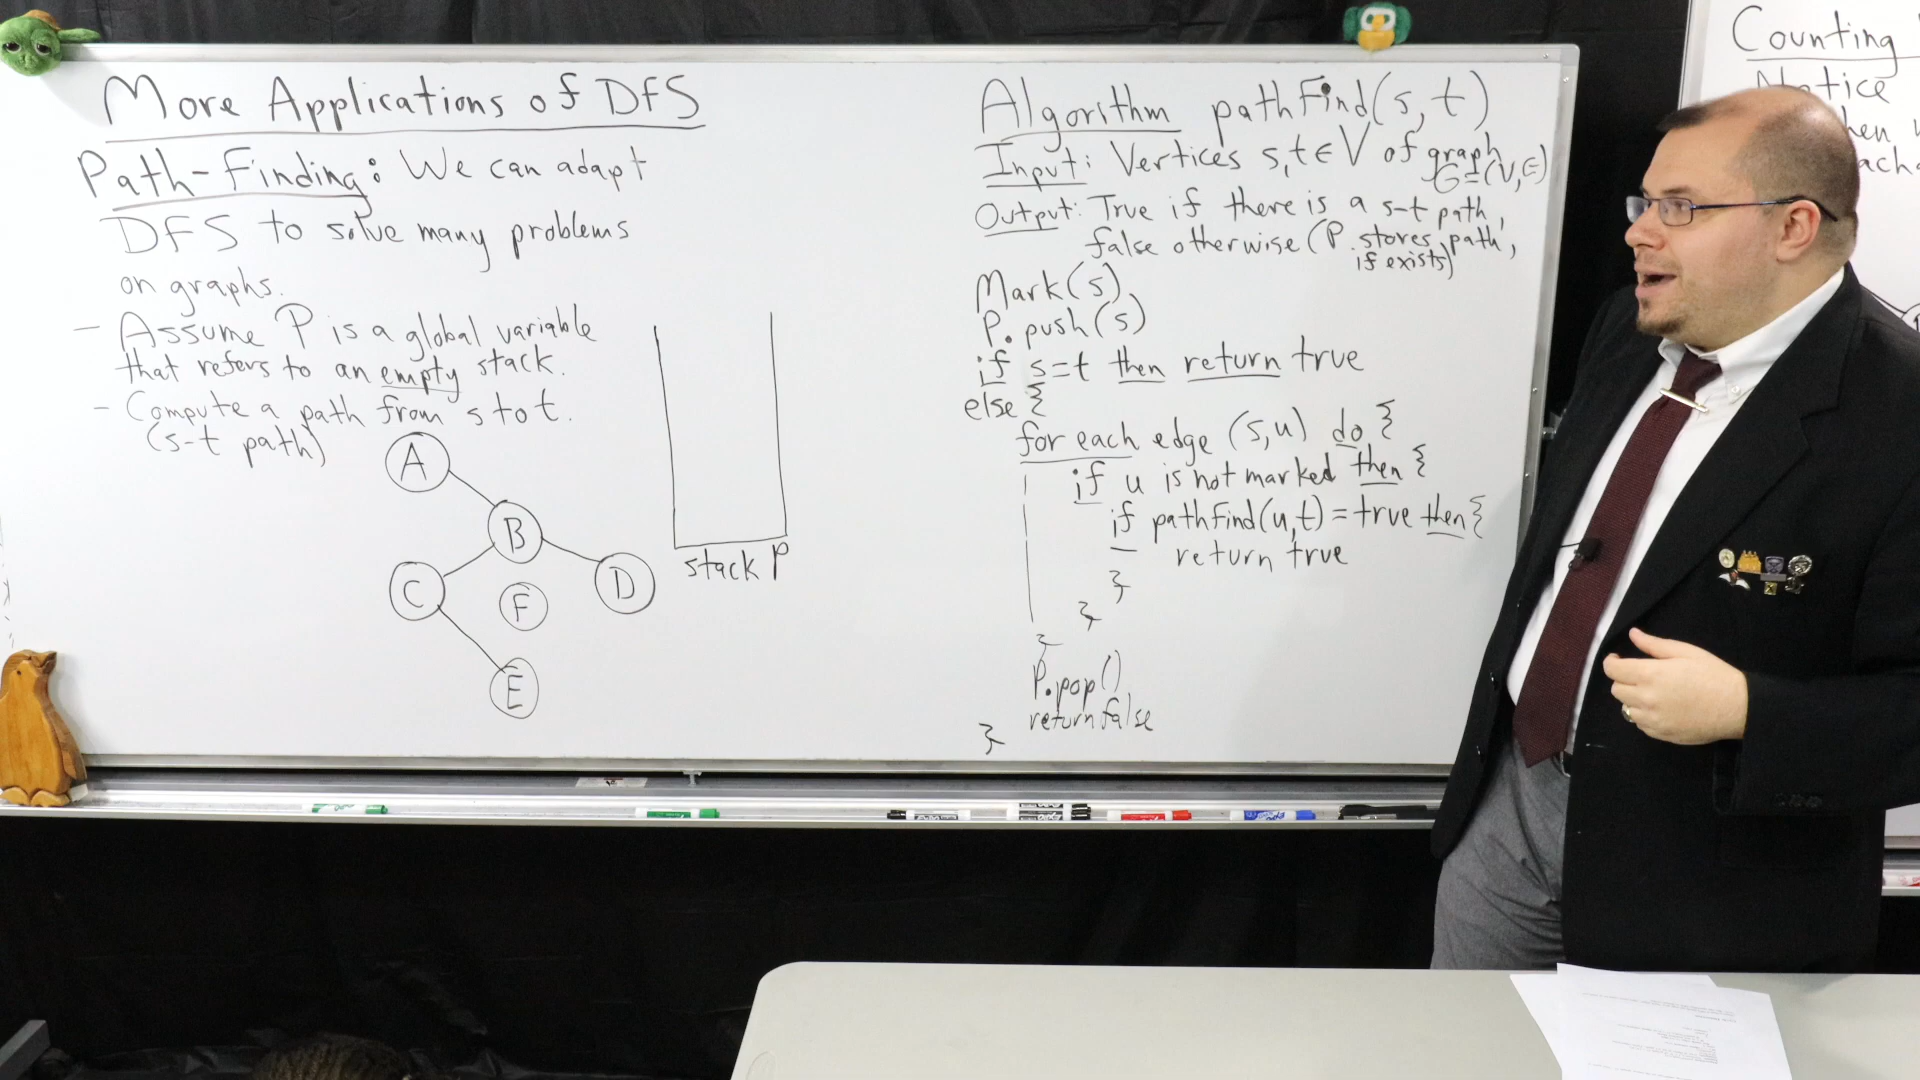 More Applications of DFS
Path-Finding: We can adapt
DFS to solve many problems
on graphs.
- Assume P is a global variable
that refers to an empty stack.
- Compute a path from s to t.
(s-t path)
A
B
C
F
D
E
stack P
Algorithm pathFind(s,t)
Input: Vertices s,t∈V of graph
G=(V,E)
Output: True if there is a s-t path,
false otherwise (P stores path,
if exists)
Mark(s)
P.push(s)
if s=t then return true
else {
for each edge (s,u) do {
if u is not marked then {
if pathFind(u,t)=true then {
return true
}
}
}
P.pop()
return false
}
Counting
Notice